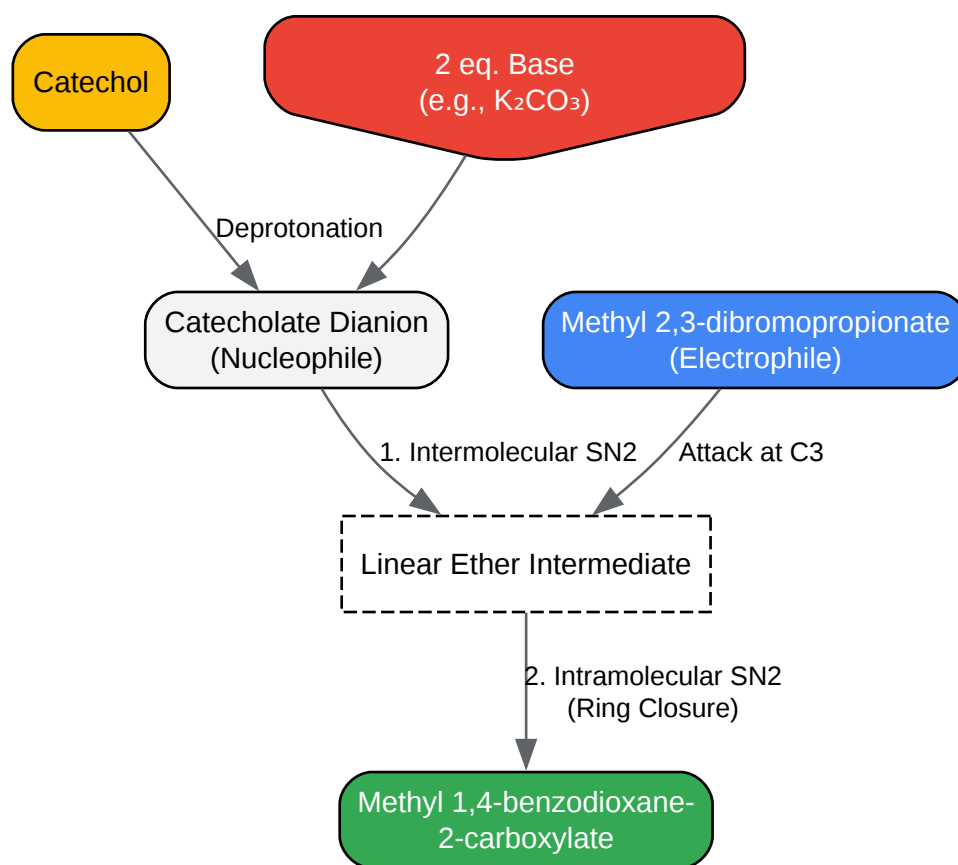 Catechol
2 eq. Base
(e.g., K₂CO₃)
Deprotonation
Catecholate Dianion
(Nucleophile)
Methyl 2,3-dibromopropionate
(Electrophile)
1. Intermolecular SN2
Attack at C3
Linear Ether Intermediate
2. Intramolecular SN2
(Ring Closure)
Methyl 1,4-benzodioxane-
2-carboxylate